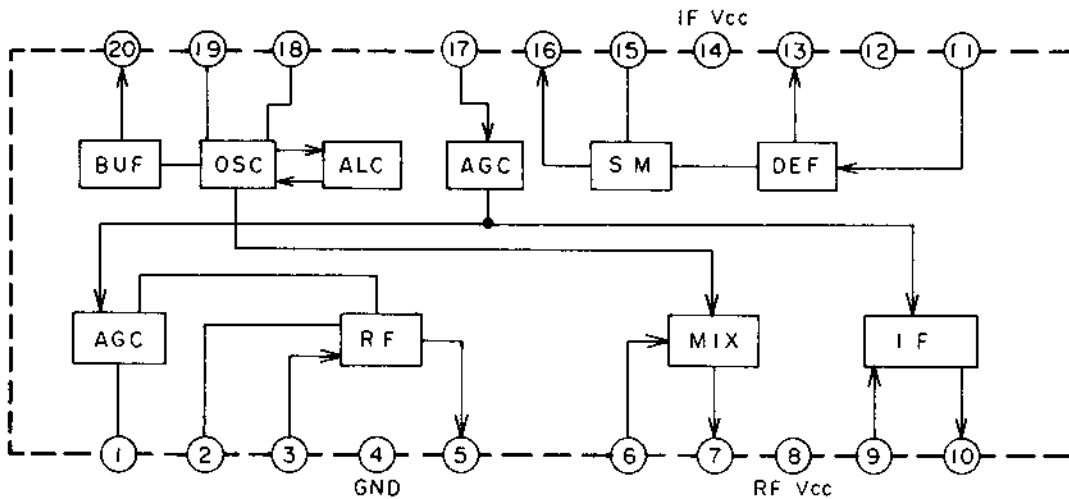 IF Vcc
20 19 18 17 16 15 14 13 12 11
BUF OSC ALC AGC SM DEF
AGC RF MIX IF
1 2 3 4 5 6 7 8 9 10
GND RF Vcc